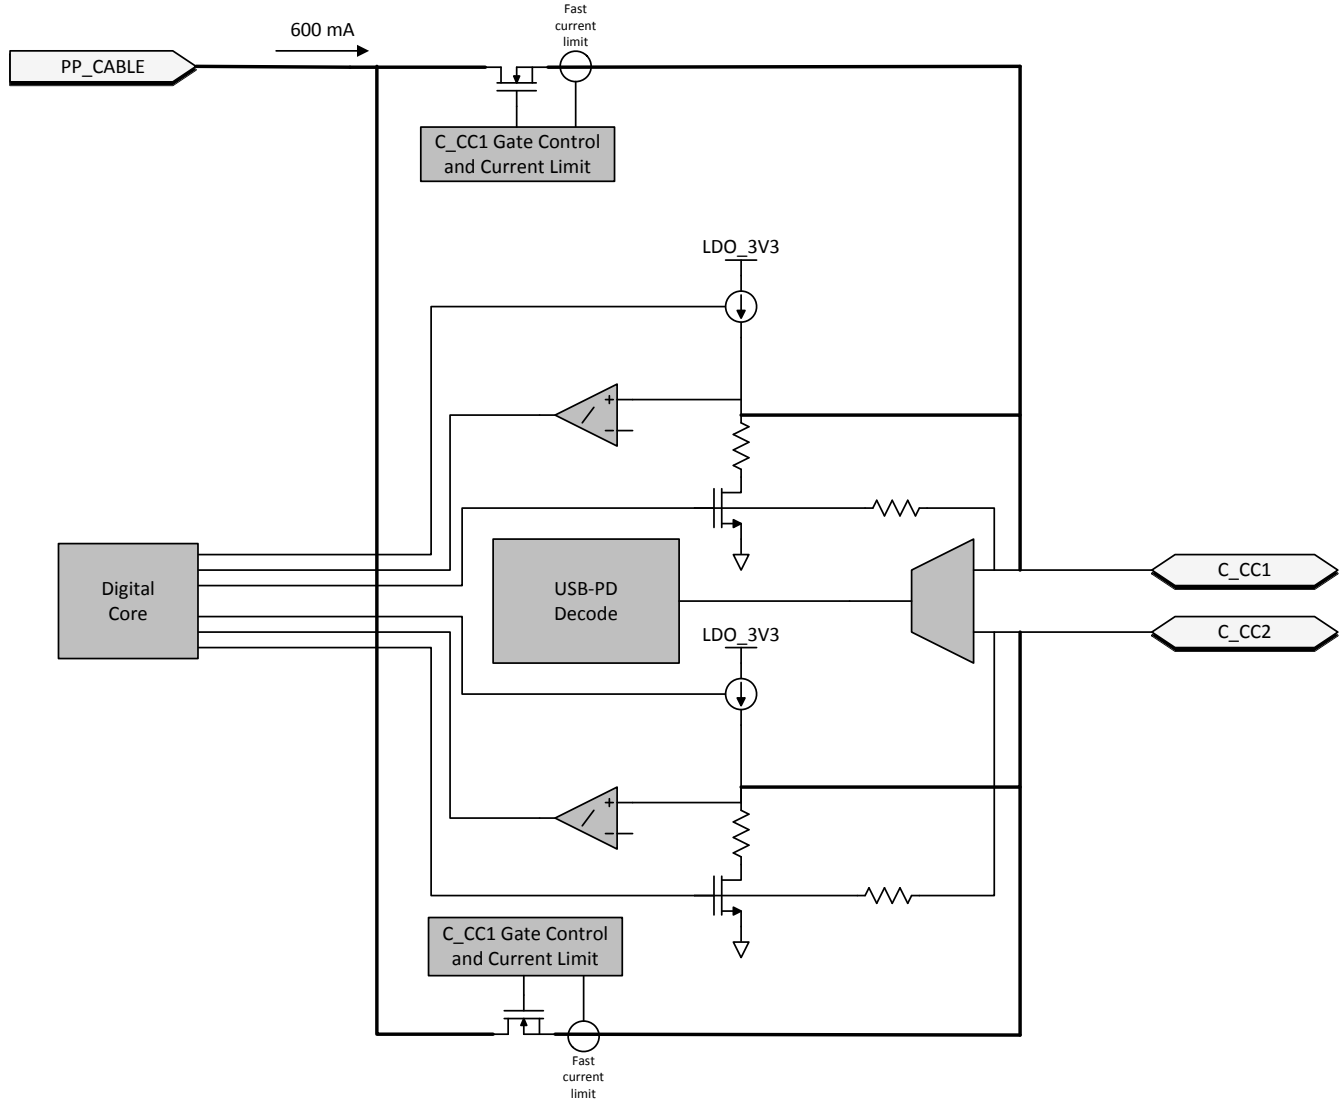 Fast
current
limit
600 mA
PP_CABLE
C_CC1 Gate Control
and Current Limit
LDO_3V3
+
−
Digital
Core
USB-PD
Decode
C_CC1
C_CC2
LDO_3V3
+
−
C_CC1 Gate Control
and Current Limit
Fast
current
limit